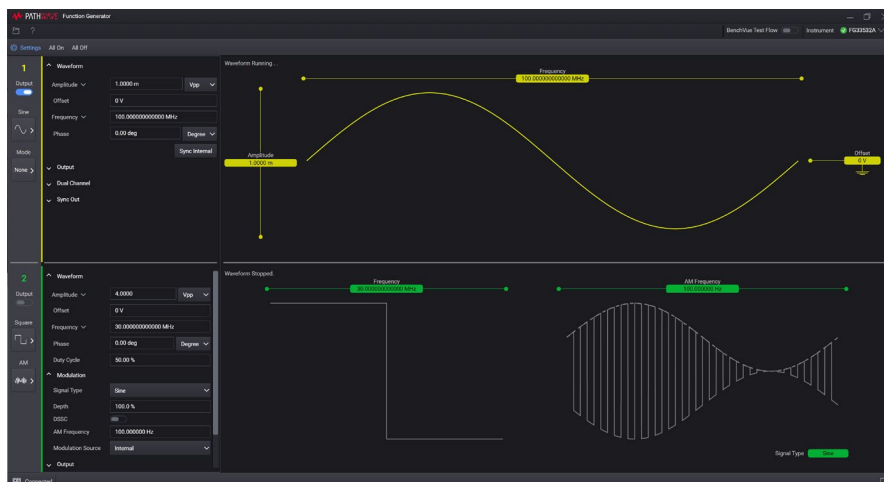 PATHWAVE Function Generator
?
BenchVue Test Flow Instrument FG33532A
Settings All On All Off
1
Output
Sine
Mode
None
Waveform
Amplitude 1.0000 m Vpp
Offset 0 V
Frequency 100.000000000000 MHz
Phase 0.00 deg Degree
Sync Internal
Output
Dual Channel
Sync Out
Waveform Running . .
Frequency
100.000000000000 MHz
Amplitude
1.0000 m
Offset
0 V
2
Output
Square
AM
Waveform
Amplitude 4.0000 Vpp
Offset 0 V
Frequency 30.000000000000 MHz
Phase 0.00 deg Degree
Duty Cycle 50.00 %
Modulation
Signal Type Sine
Depth 100.0 %
DSSC
AM Frequency 100.000000 Hz
Modulation Source Internal
Output
Waveform Stopped.
Frequency
30.000000000000 MHz
AM Frequency
100.000000 Hz
Signal Type Sine
Connected